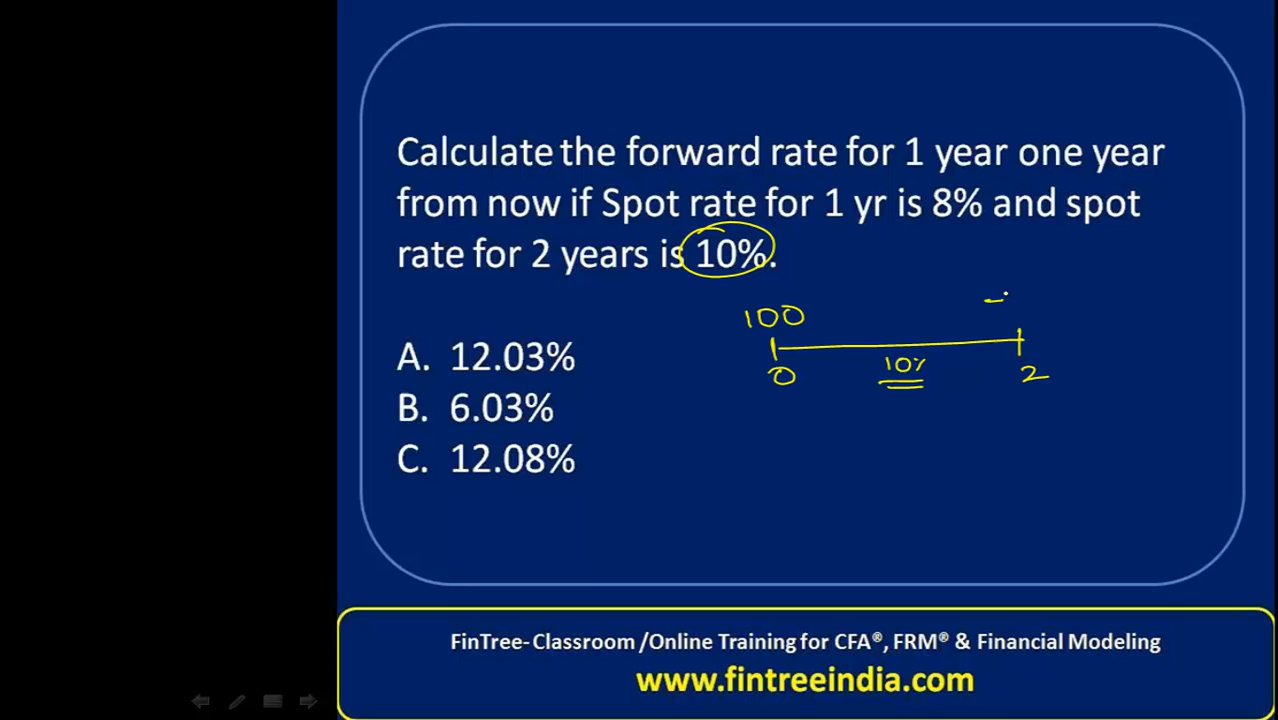 Calculate the forward rate for 1 year one year
from now if Spot rate for 1 yr is 8% and spot
rate for 2 years is 10%.
100
0
10%
2
A. 12.03%
B. 6.03%
C. 12.08%
FinTree- Classroom /Online Training for CFA®, FRM® & Financial Modeling
www.fintreeindia.com